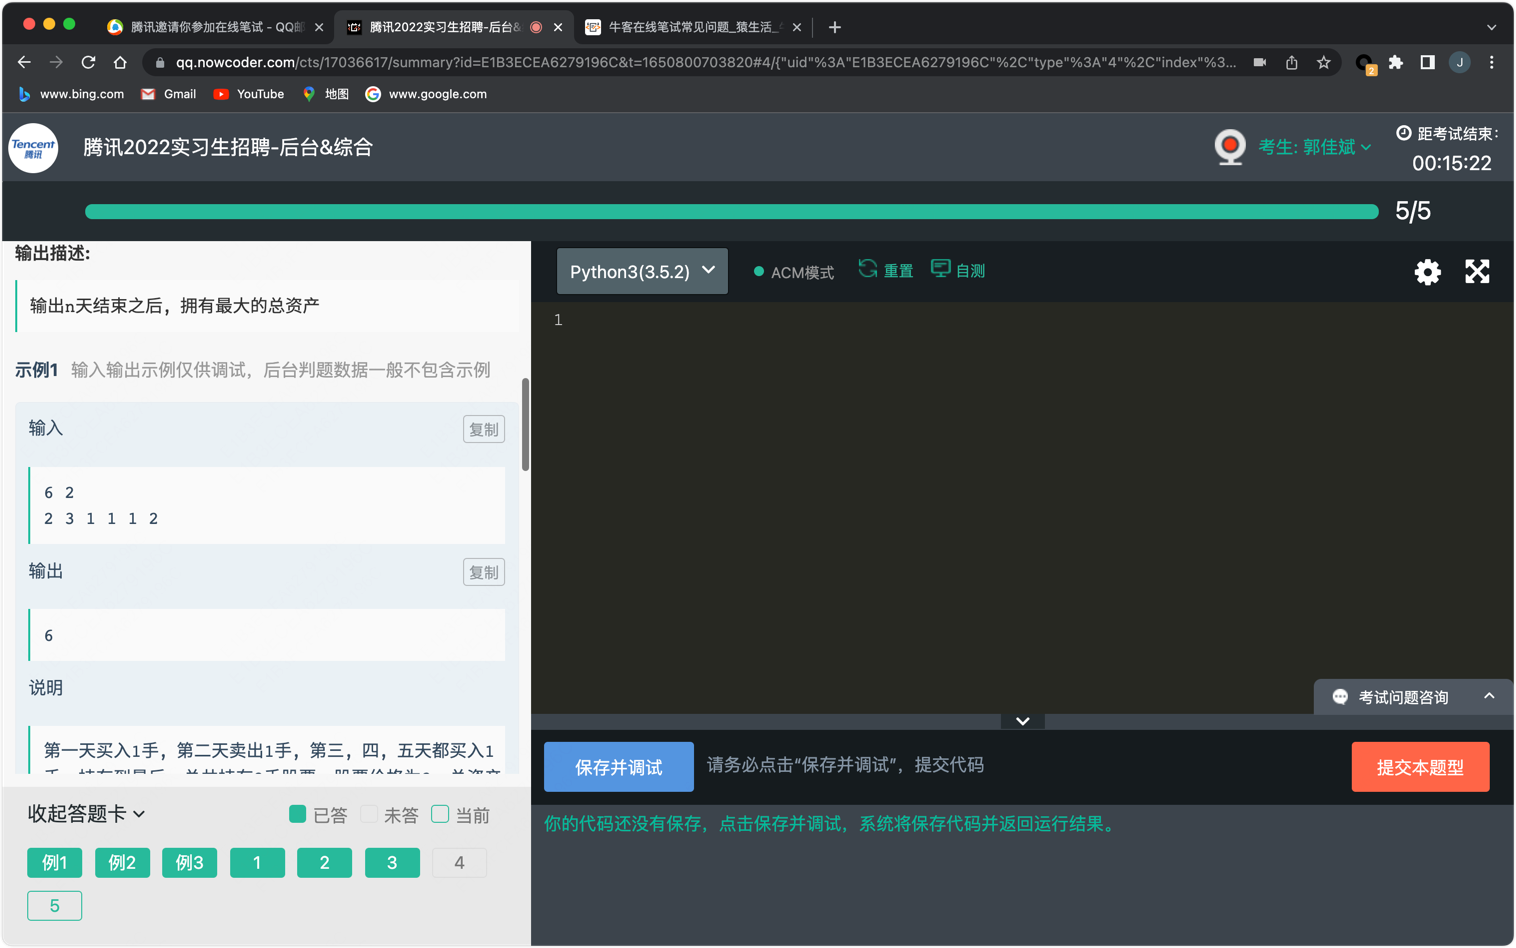 腾讯邀请你参加在线笔试 - QQ邮
腾讯2022实习生招聘-后台&
牛客在线笔试常见问题_猿生活_
qq.nowcoder.com/cts/17036617/summary?id=E1B3ECEA6279196C&t=1650800703820#4/{"uid"%3A"E1B3ECEA6279196C"%2C"type"%3A"4"%2C"index"%3...
2
J
www.bing.com
Gmail
YouTube
地图
www.google.com
Tencent
腾讯
腾讯2022实习生招聘-后台&综合
考生: 郭佳斌
距考试结束:
00:15:22
5/5
输出描述:
输出n天结束之后，拥有最大的总资产
示例1 输入输出示例仅供调试，后台判题数据一般不包含示例
输入
复制
6 2
2 3 1 1 1 2
输出
复制
6
说明
第一天买入1手，第二天卖出1手，第三，四，五天都买入1
收起答题卡
已答
未答
当前
例1
例2
例3
1
2
3
4
5
Python3(3.5.2)
ACM模式
重置
自测
1
考试问题咨询
保存并调试
请务必点击“保存并调试”，提交代码
提交本题型
你的代码还没有保存，点击保存并调试，系统将保存代码并返回运行结果。